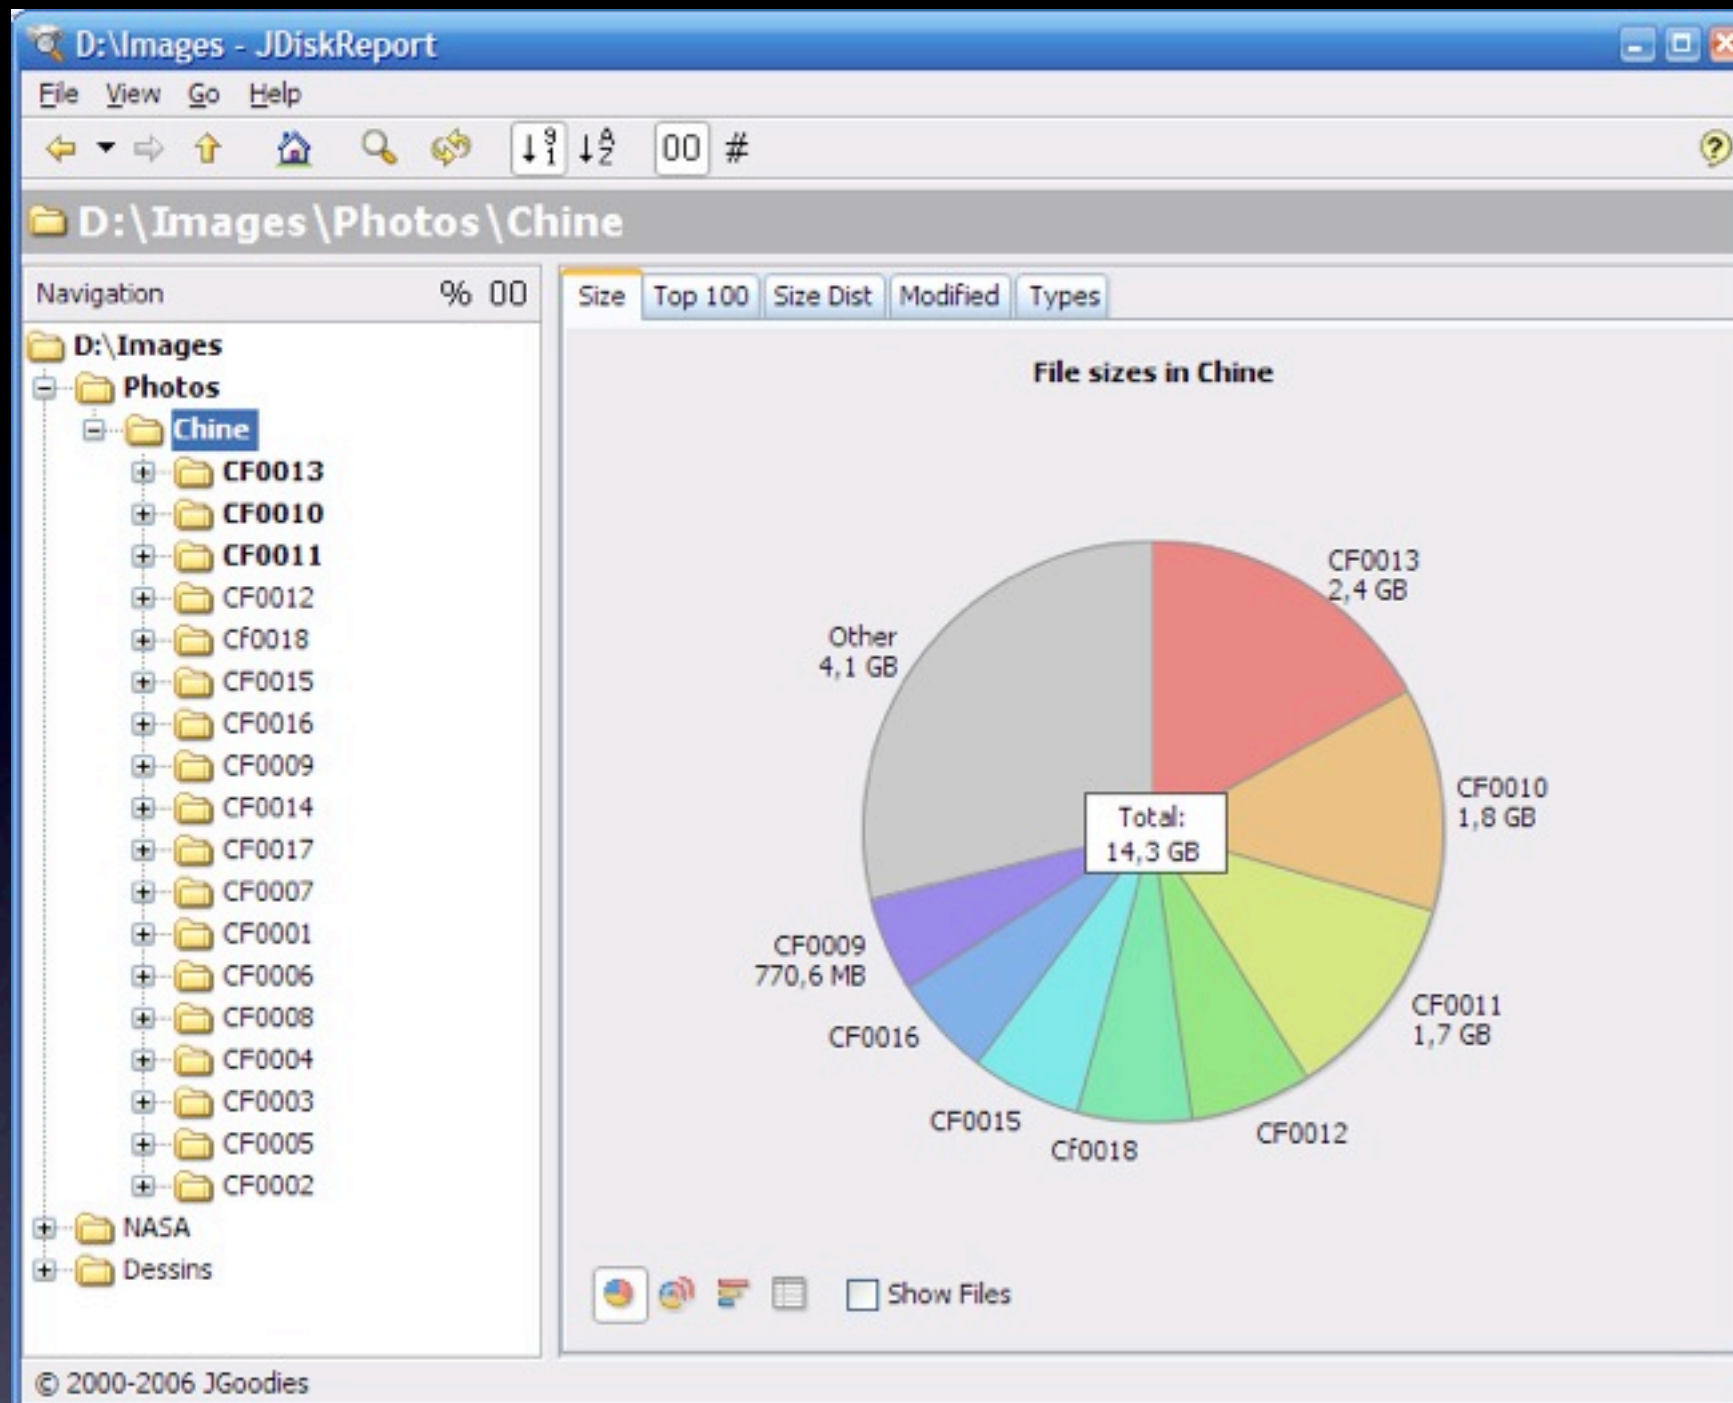 D:\Images - JDiskReport
File View Go Help
↓91 ↓AZ 00 #
?
D:\Images\Photos\Chine
Navigation % 00
D:\Images
Photos
Chine
CF0013
CF0010
CF0011
CF0012
Cf0018
CF0015
CF0016
CF0009
CF0014
CF0017
CF0007
CF0001
CF0006
CF0008
CF0004
CF0003
CF0005
CF0002
NASA
Dessins
Size Top 100 Size Dist Modified Types
File sizes in Chine
CF0013
2,4 GB
Other
4,1 GB
CF0010
1,8 GB
Total:
14,3 GB
CF0009
770,6 MB
CF0011
1,7 GB
CF0016
CF0015
Cf0018
CF0012
Show Files
© 2000-2006 JGoodies